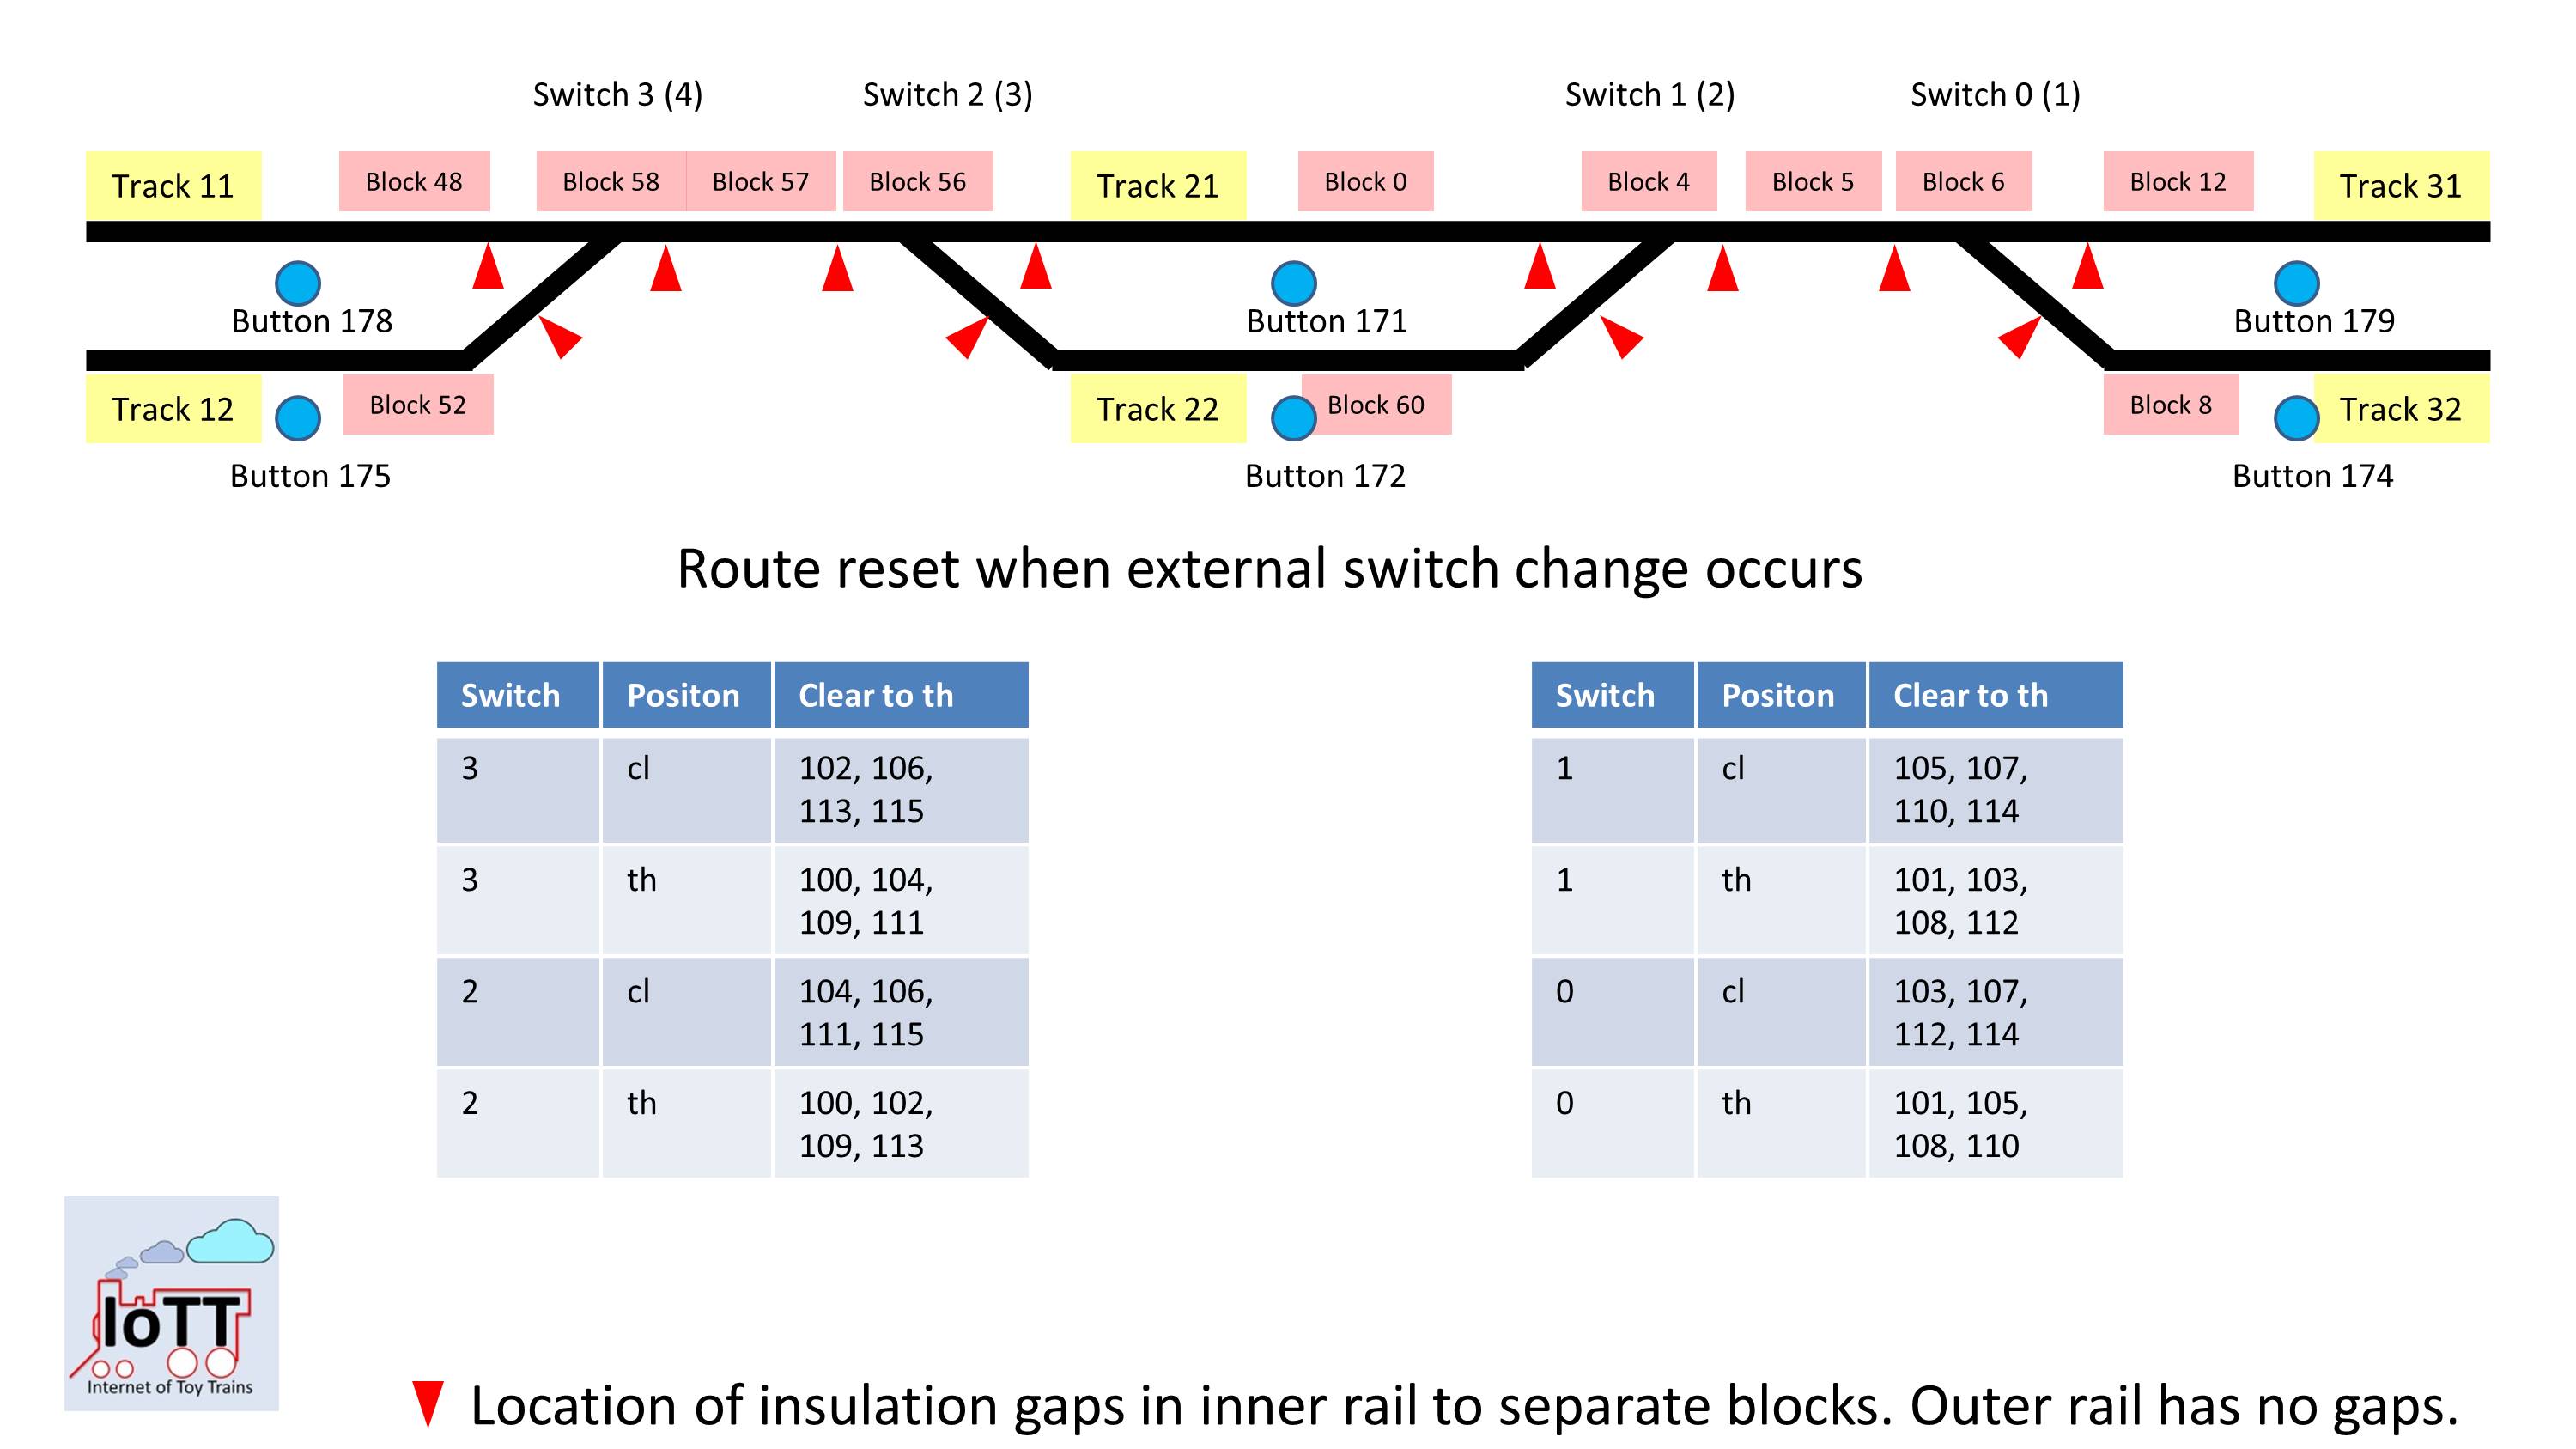 Switch 3 (4) Switch 2 (3) Switch 1 (2) Switch 0 (1)
Track 11 Block 48 Block 58 Block 57 Block 56 Track 21 Block 0 Block 4 Block 5 Block 6 Block 12 Track 31
Button 178 Button 171 Button 179
Track 12 Block 52 Track 22 Block 60 Block 8 Track 32
Button 175 Button 172 Button 174
Route reset when external switch change occurs
Switch Positon Clear to th
3 cl 102, 106,
113, 115
3 th 100, 104,
109, 111
2 cl 104, 106,
111, 115
2 th 100, 102,
109, 113
Switch Positon Clear to th
1 cl 105, 107,
110, 114
1 th 101, 103,
108, 112
0 cl 103, 107,
112, 114
0 th 101, 105,
108, 110
IoTT
Internet of Toy Trains
Location of insulation gaps in inner rail to separate blocks. Outer rail has no gaps.